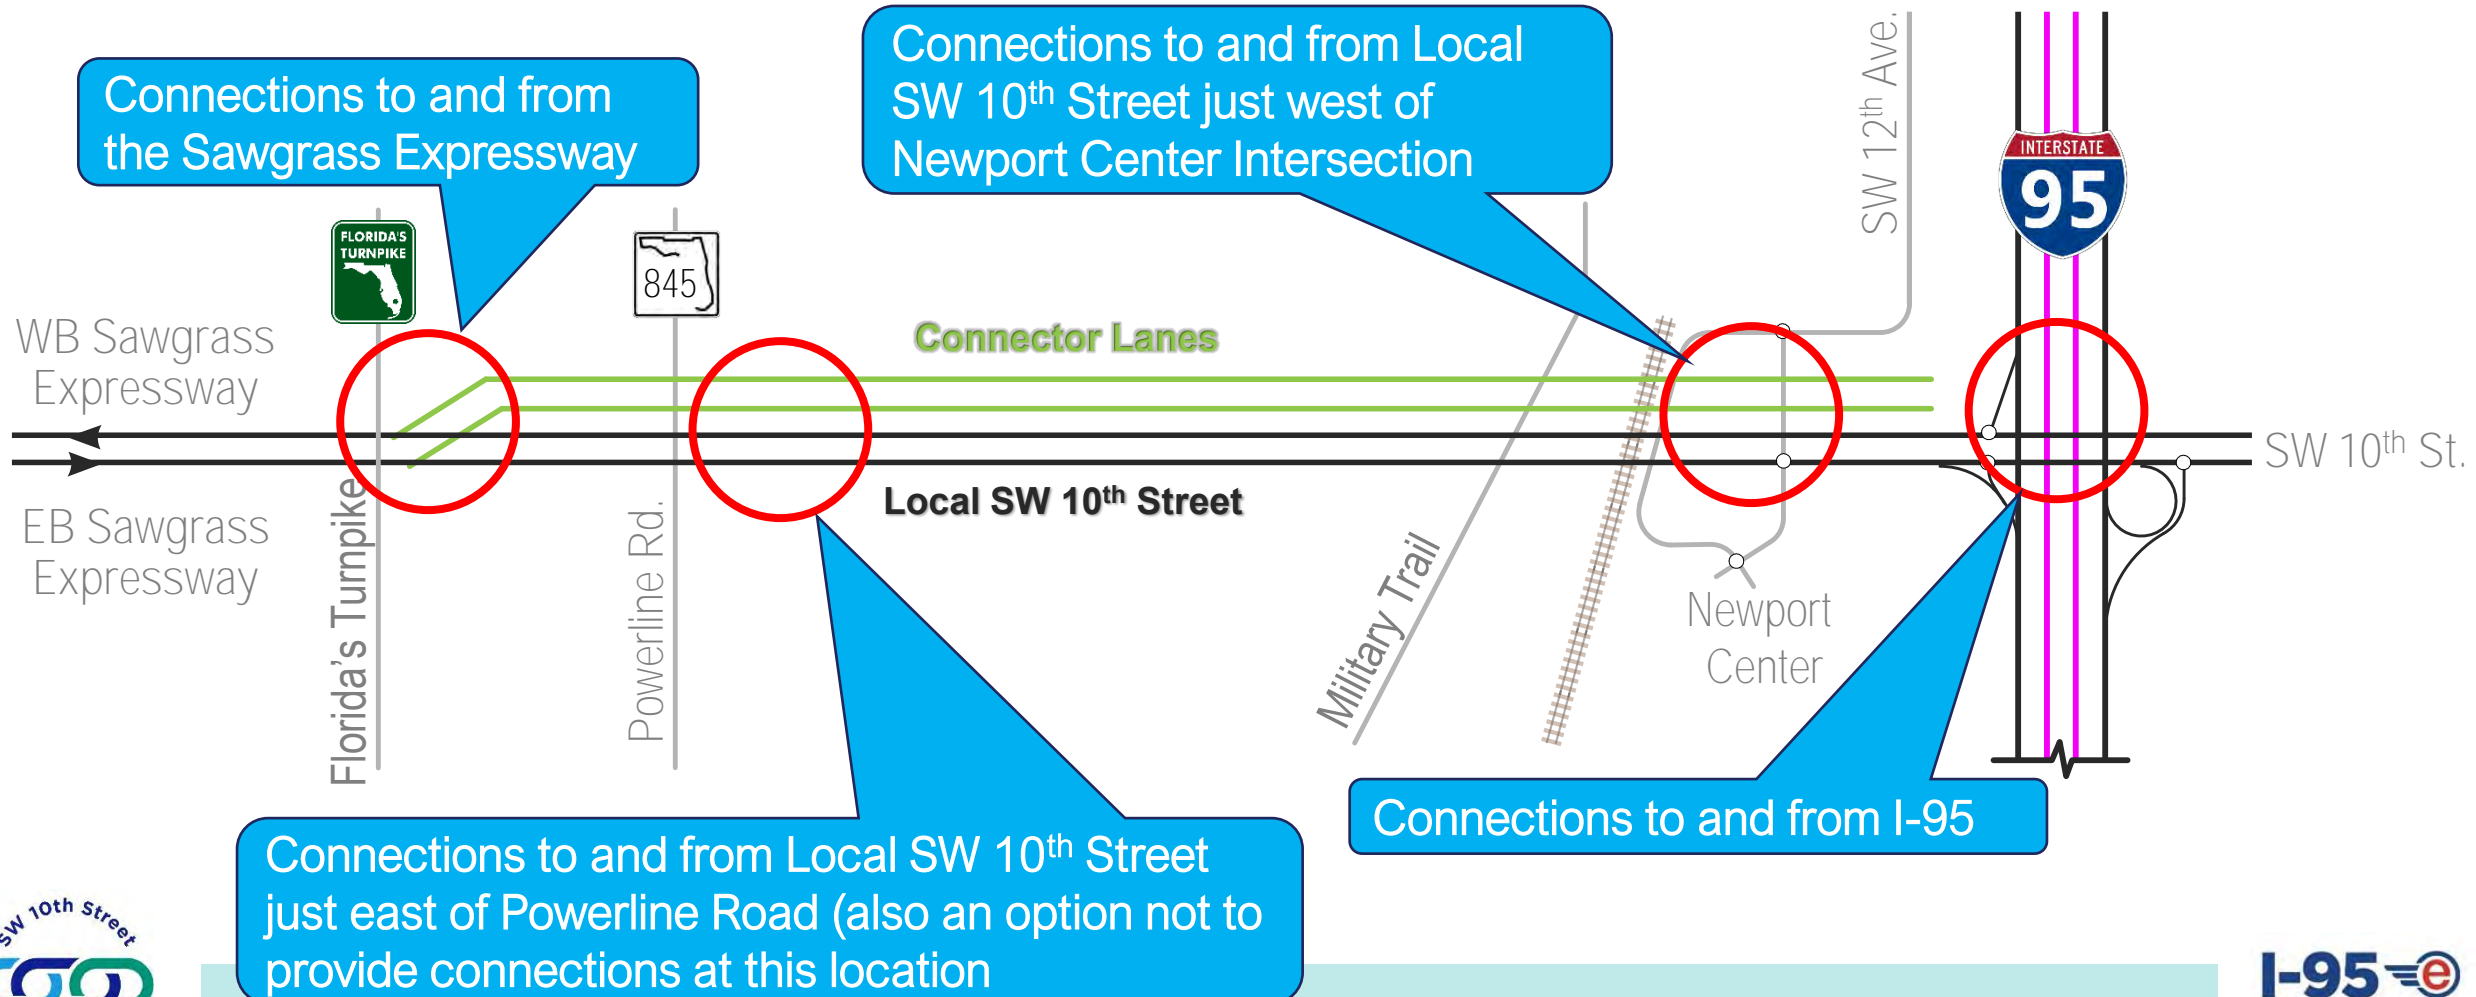 Connections to and from
the Sawgrass Expressway
Connections to and from Local
SW 10th Street just west of
Newport Center Intersection
SW 12th Ave.
INTERSTATE
95
FLORIDA'S
TURNPIKE
845
WB Sawgrass
Expressway
Connector Lanes
SW 10th St.
Local SW 10th Street
EB Sawgrass
Expressway
Florida's Turnpike
Powerline Rd.
Military Trail
Newport
Center
Connections to and from I-95
Connections to and from Local SW 10th Street
just east of Powerline Road (also an option not to
provide connections at this location
SW 10th Street
I-95 e